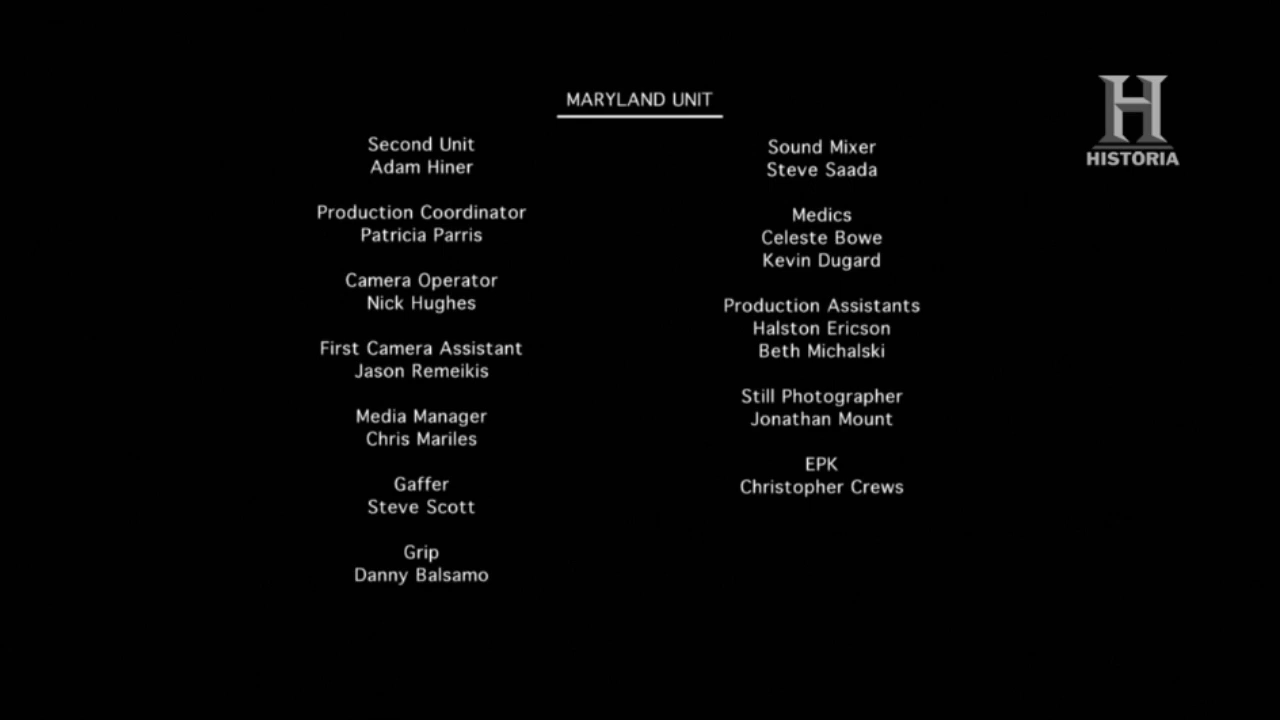 MARYLAND UNIT
Second Unit
Adam Hiner
Production Coordinator
Patricia Parris
Camera Operator
Nick Hughes
First Camera Assistant
Jason Remeikis
Media Manager
Chris Mariles
Gaffer
Steve Scott
Grip
Danny Balsamo
Sound Mixer
Steve Saada
Medics
Celeste Bowe
Kevin Dugard
Production Assistants
Halston Ericson
Beth Michalski
Still Photographer
Jonathan Mount
EPK
Christopher Crews
H
HISTORIA